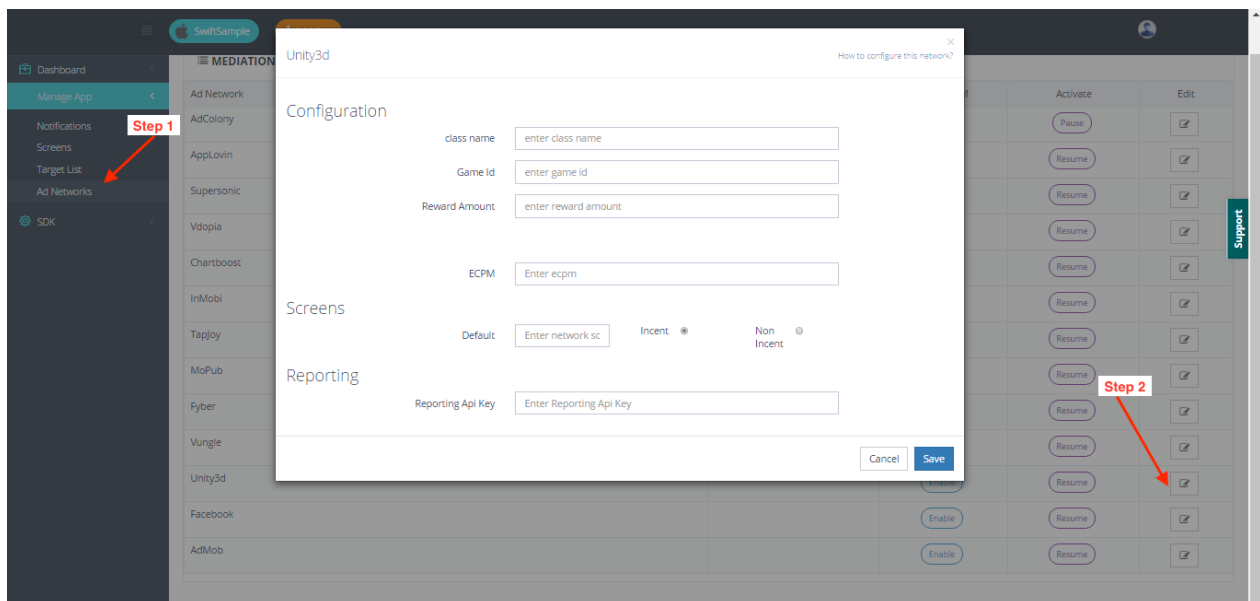 SwiftSample
Dashboard
Manage App
Notifications
Screens
Target List
Ad Networks
SDK
Step 1
MEDIATION
Ad Network
Activate
Edit
AdColony
Pause
AppLovin
Resume
Supersonic
Resume
Vdopia
Resume
Chartboost
Resume
InMobi
Resume
TapJoy
Resume
MoPub
Resume
Fyber
Resume
Vungle
Resume
Unity3d
Enable
Resume
Facebook
Enable
Resume
AdMob
Enable
Resume
Step 2
Support
Unity3d
×
How to configure this network?
Configuration
class name
enter class name
Game Id
enter game id
Reward Amount
enter reward amount
ECPM
Enter ecpm
Screens
Default
Enter network sc
Incent
Non
Incent
Reporting
Reporting Api Key
Enter Reporting Api Key
Cancel
Save